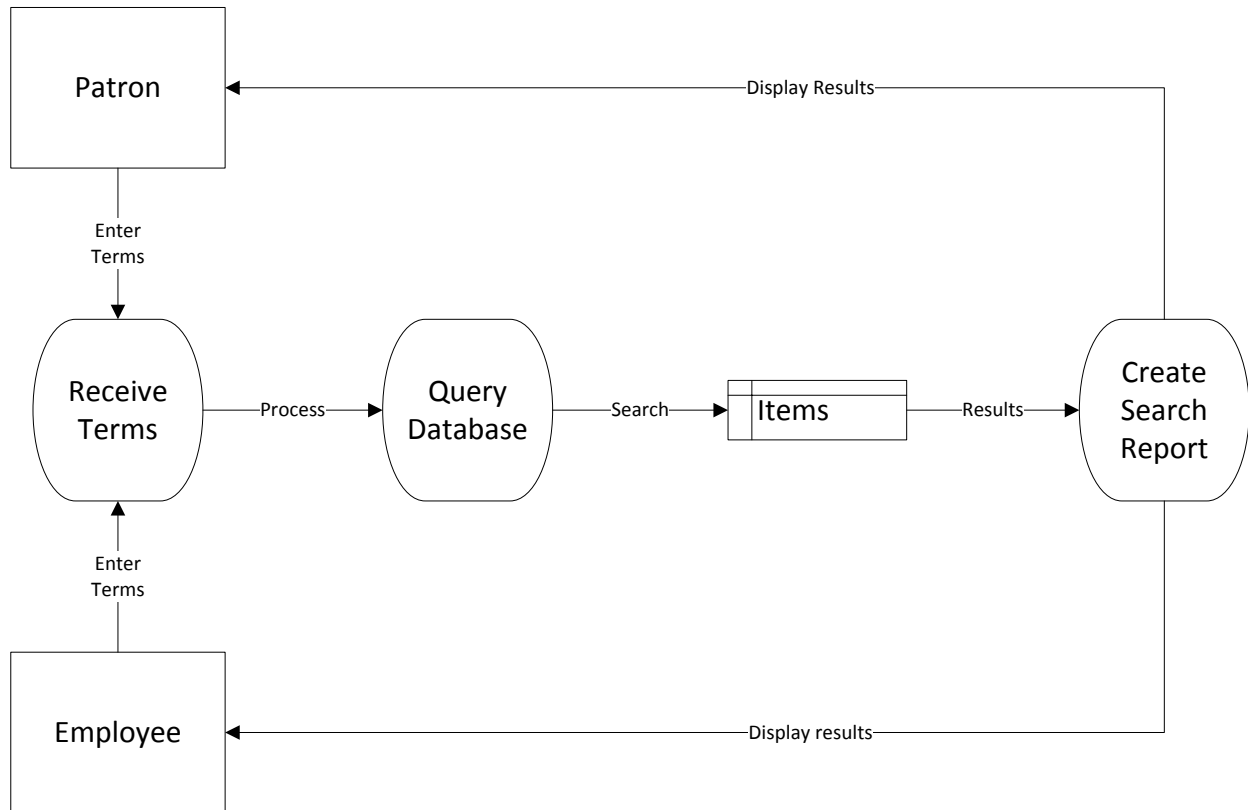 Patron
Display Results
Enter
Terms
Receive
Terms
Process
Query
Database
Search
Items
Results
Create
Search
Report
Enter
Terms
Employee
Display results